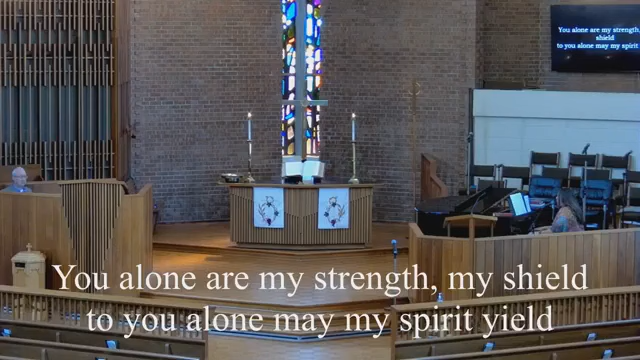 You alone are my strength,
shield
to you alone may my spirit
You alone are my strength, my shield
to you alone may my spirit yield